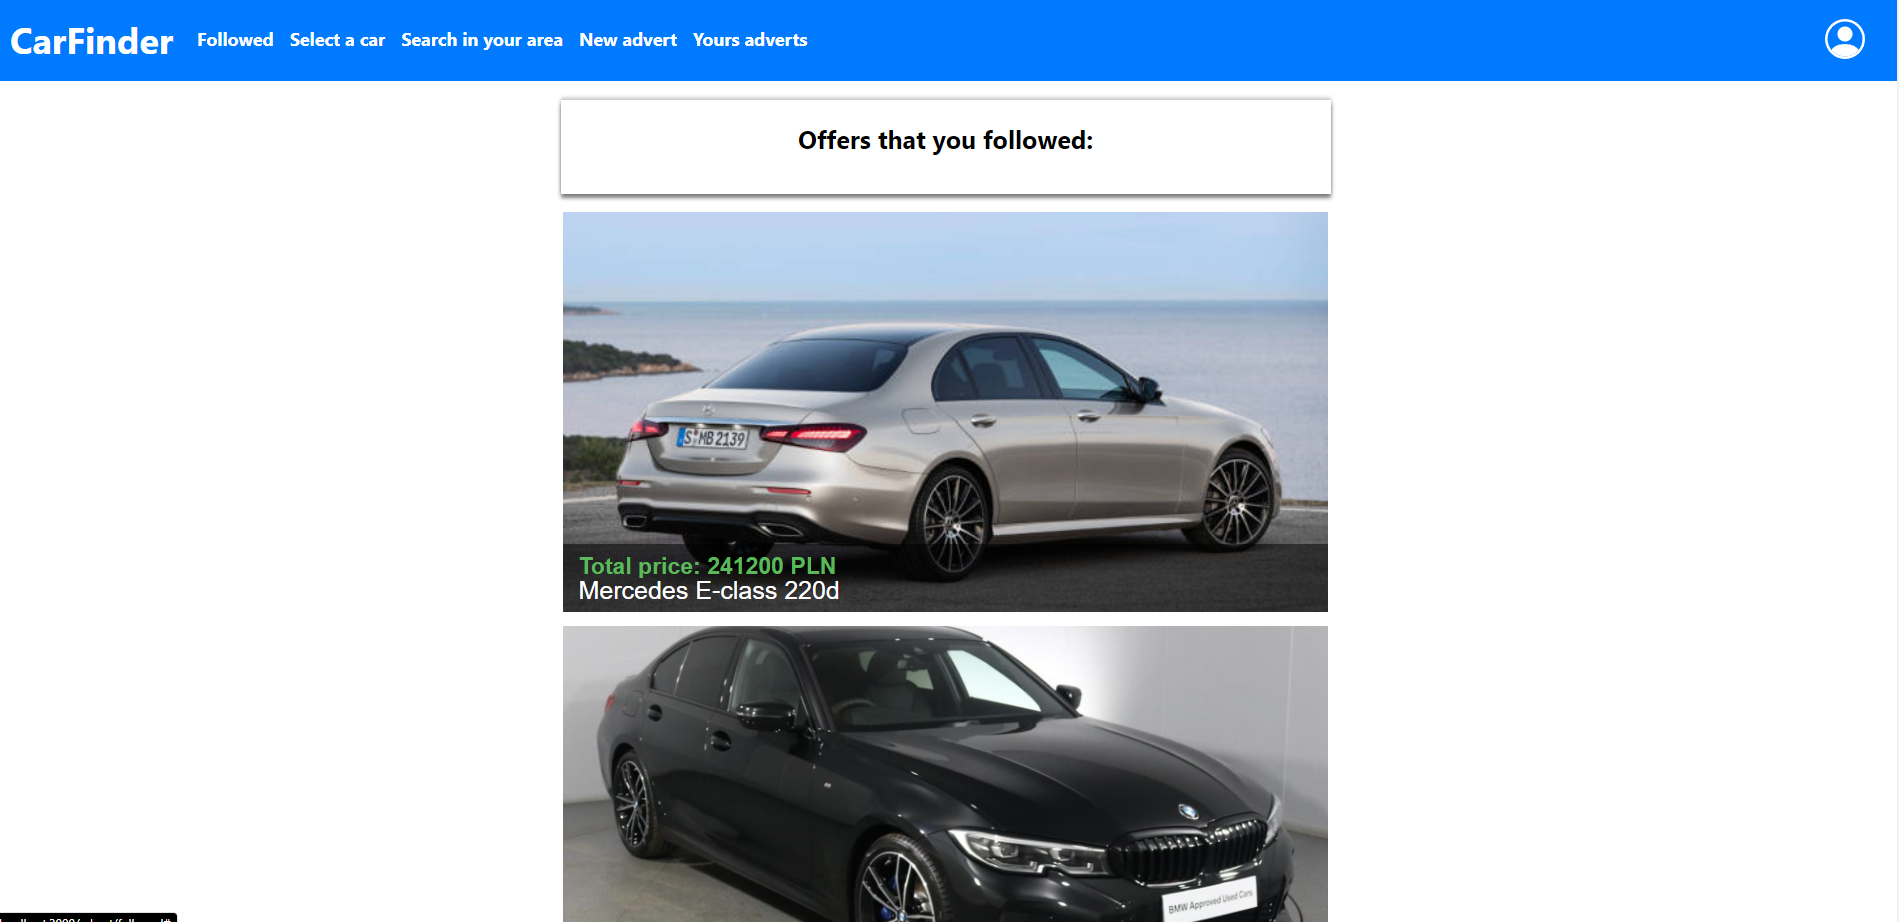 CarFinder Followed Select a car Search in your area New advert Yours adverts
Offers that you followed:
S MB 2139
Total price: 241200 PLN
Mercedes E-class 220d
BMW Approved Used Cars